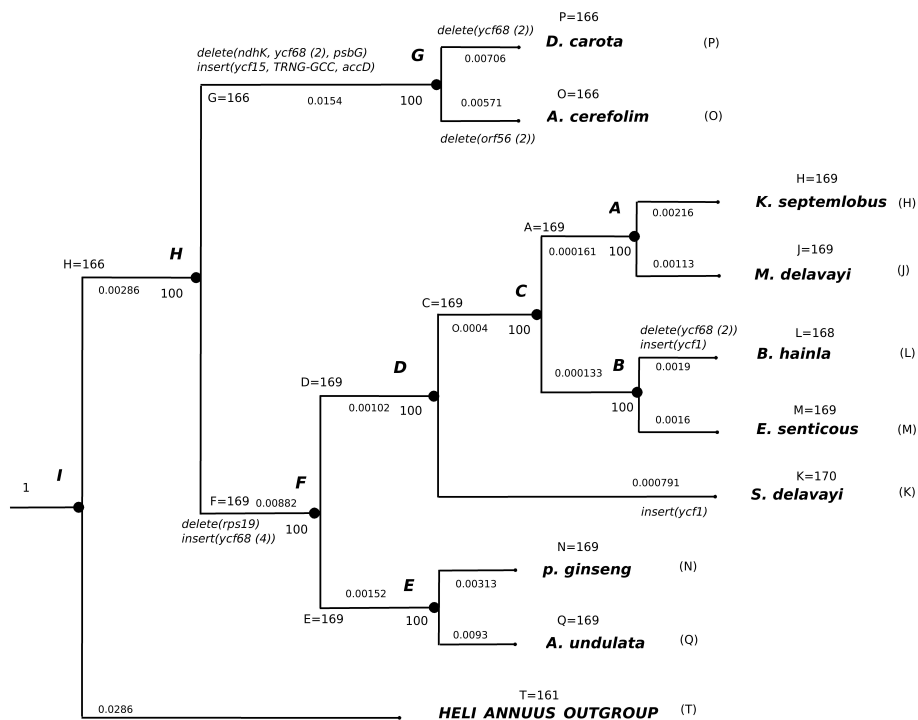 P=166
delete(ycf68 (2))
D. carota (P)
delete(ndhK, ycf68 (2), psbG)
insert(ycf15, TRNG-GCC, accD)
G
0.00706
G=166
0.0154
100
O=166
0.00571
A. cerefolim (O)
delete(orf56 (2))
H=169
K. septemlobus (H)
A
0.00216
A=169
0.000161
100
J=169
0.00113
M. delavayi (J)
H
H=166
0.00286
100
C
C=169
O.0004
100
delete(ycf68 (2))
insert(ycf1)
L=168
B. hainla (L)
0.0019
B
0.000133
100
D
D=169
0.00102
100
M=169
0.0016
E. senticous (M)
I
1
F
F=169
0.00882
delete(rps19)
insert(ycf68 (4))
100
K=170
0.000791
S. delavayi (K)
insert(ycf1)
N=169
p. ginseng (N)
0.00313
E
0.00152
E=169
100
Q=169
0.0093
A. undulata (Q)
T=161
0.0286
HELI ANNUUS OUTGROUP (T)